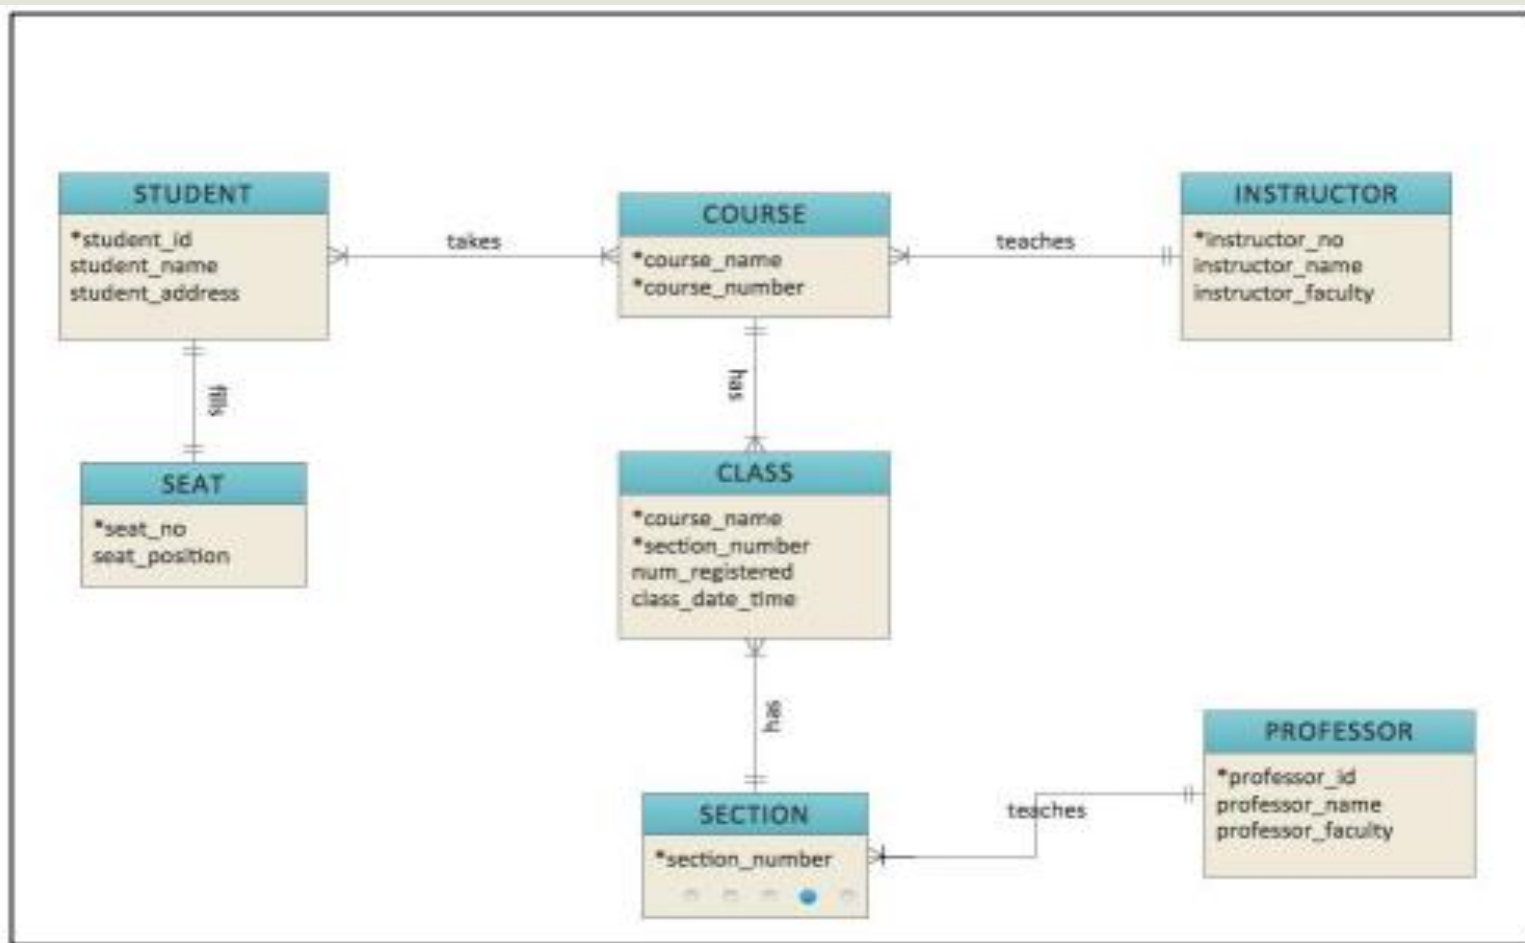 STUDENT
*student_id
student_name
student_address
takes
COURSE
*course_name
*course_number
teaches
INSTRUCTOR
*instructor_no
instructor_name
instructor_faculty
fills
has
SEAT
*seat_no
seat_position
CLASS
*course_name
*section_number
num_registered
class_date_time
has
SECTION
*section_number
teaches
PROFESSOR
*professor_id
professor_name
professor_faculty